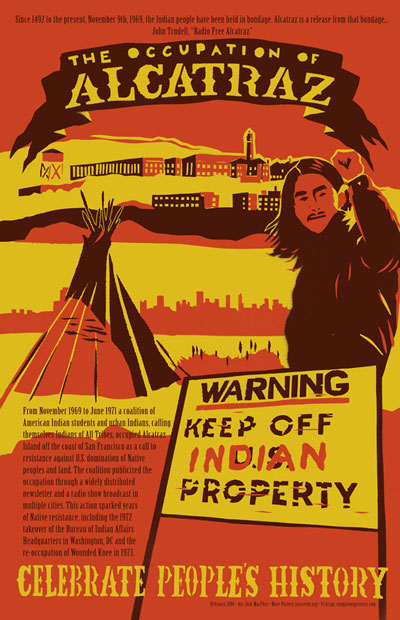 Since 1492 to the present, November 9th, 1969, the Indian people have been held in bondage. Alcatraz is a release from that bondage...
John Trudell, "Radio Free Alcatraz"
THE OCCUPATION OF
ALCATRAZ
WARNING
KEEP OFF
INDIAN
PROPERTY
From November 1969 to June 1971 a coalition of
American Indian students and urban Indians, calling
themselves Indians of All Tribes, occupied Alcatraz
Island off the coast of San Francisco as a call to
resistance against U.S. domination of Native
peoples and land. The coalition publicized the
occupation through a widely distributed
newsletter and a radio show broadcast in
multiple cities. This action sparked years
of Native resistance, including the 1972
takeover of the Bureau of Indian Affairs
Headquarters in Washington, DC and the
re-occupation of Wounded Knee in 1973.
CELEBRATE PEOPLE'S HISTORY